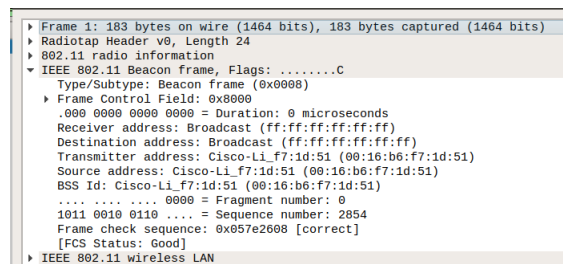 Frame 1: 183 bytes on wire (1464 bits), 183 bytes captured (1464 bits)
Radiotap Header v0, Length 24
802.11 radio information
IEEE 802.11 Beacon frame, Flags: ........C
Type/Subtype: Beacon frame (0x0008)
Frame Control Field: 0x8000
.000 0000 0000 0000 = Duration: 0 microseconds
Receiver address: Broadcast (ff:ff:ff:ff:ff:ff)
Destination address: Broadcast (ff:ff:ff:ff:ff:ff)
Transmitter address: Cisco-Li_f7:1d:51 (00:16:b6:f7:1d:51)
Source address: Cisco-Li_f7:1d:51 (00:16:b6:f7:1d:51)
BSS Id: Cisco-Li_f7:1d:51 (00:16:b6:f7:1d:51)
.... .... .... 0000 = Fragment number: 0
1011 0010 0110 .... = Sequence number: 2854
Frame check sequence: 0x057e2608 [correct]
[FCS Status: Good]
IEEE 802.11 wireless LAN